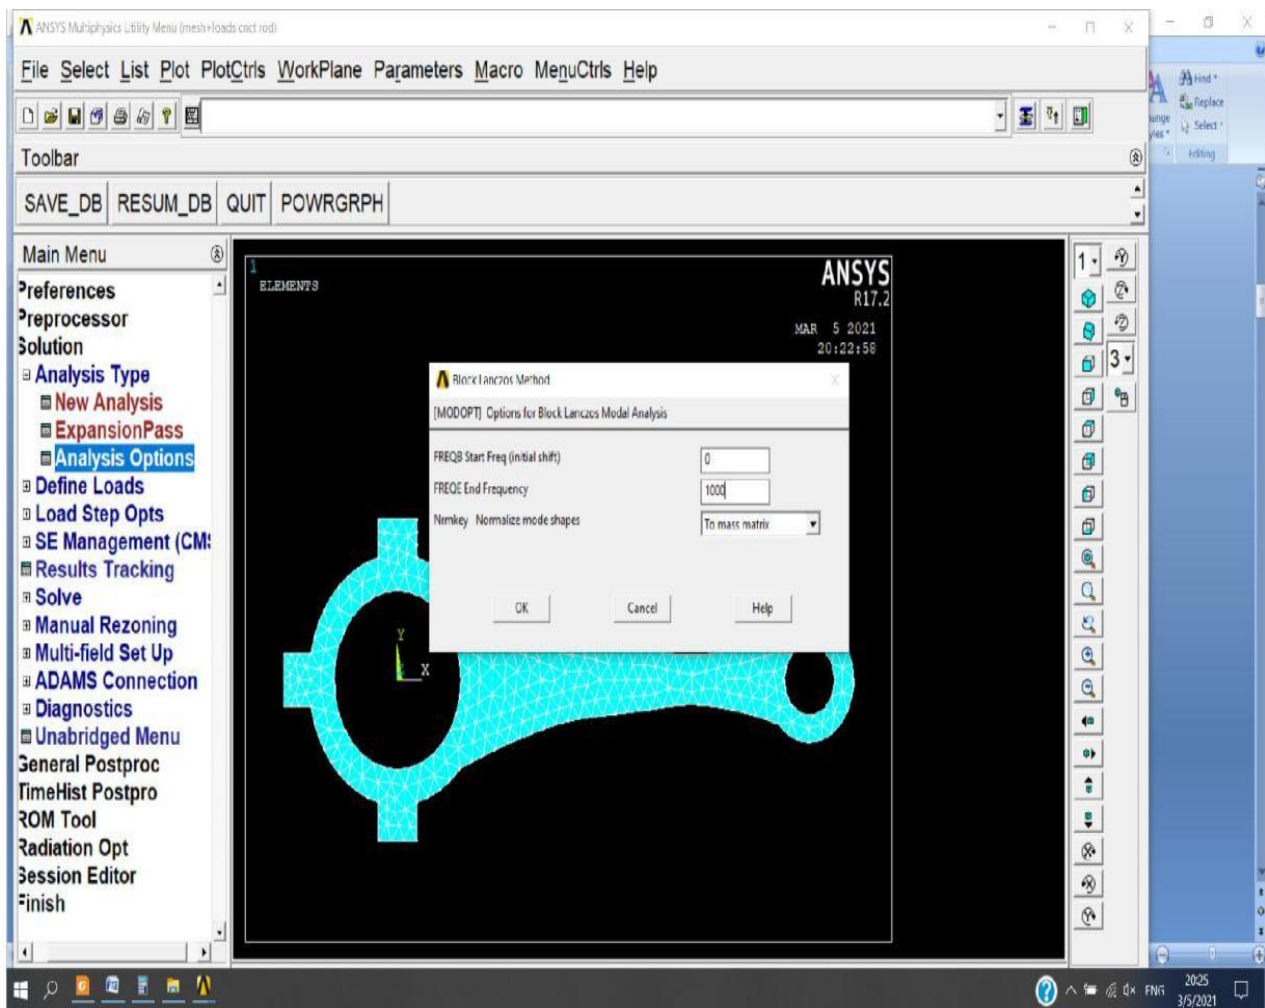 ANSYS Multiphysics Utility Menu (mesh+loads cnct rod)
File Select List Plot PlotCtrls WorkPlane Parameters Macro MenuCtrls Help
Find
Replace
Select
Editing
Toolbar
SAVE_DB RESUM_DB QUIT POWRGRPH
Main Menu
Preferences
Preprocessor
Solution
Analysis Type
New Analysis
ExpansionPass
Analysis Options
Define Loads
Load Step Opts
SE Management (CMS
Results Tracking
Solve
Manual Rezoning
Multi-field Set Up
ADAMS Connection
Diagnostics
Unabridged Menu
General Postproc
TimeHist Postpro
ROM Tool
Radiation Opt
Session Editor
Finish
1
ELEMENTS
ANSYS
R17.2
MAR 5 2021
20:22:58
Block Lanczos Method
[MODOPT] Options for Block Lanczos Modal Analysis
FREQB Start Freq (initial shift) 0
FREQE End Frequency 1000
Nrmkey Normalize mode shapes To mass matrix
OK Cancel Help
Y
X
1
3
ENG
20:25
3/5/2021